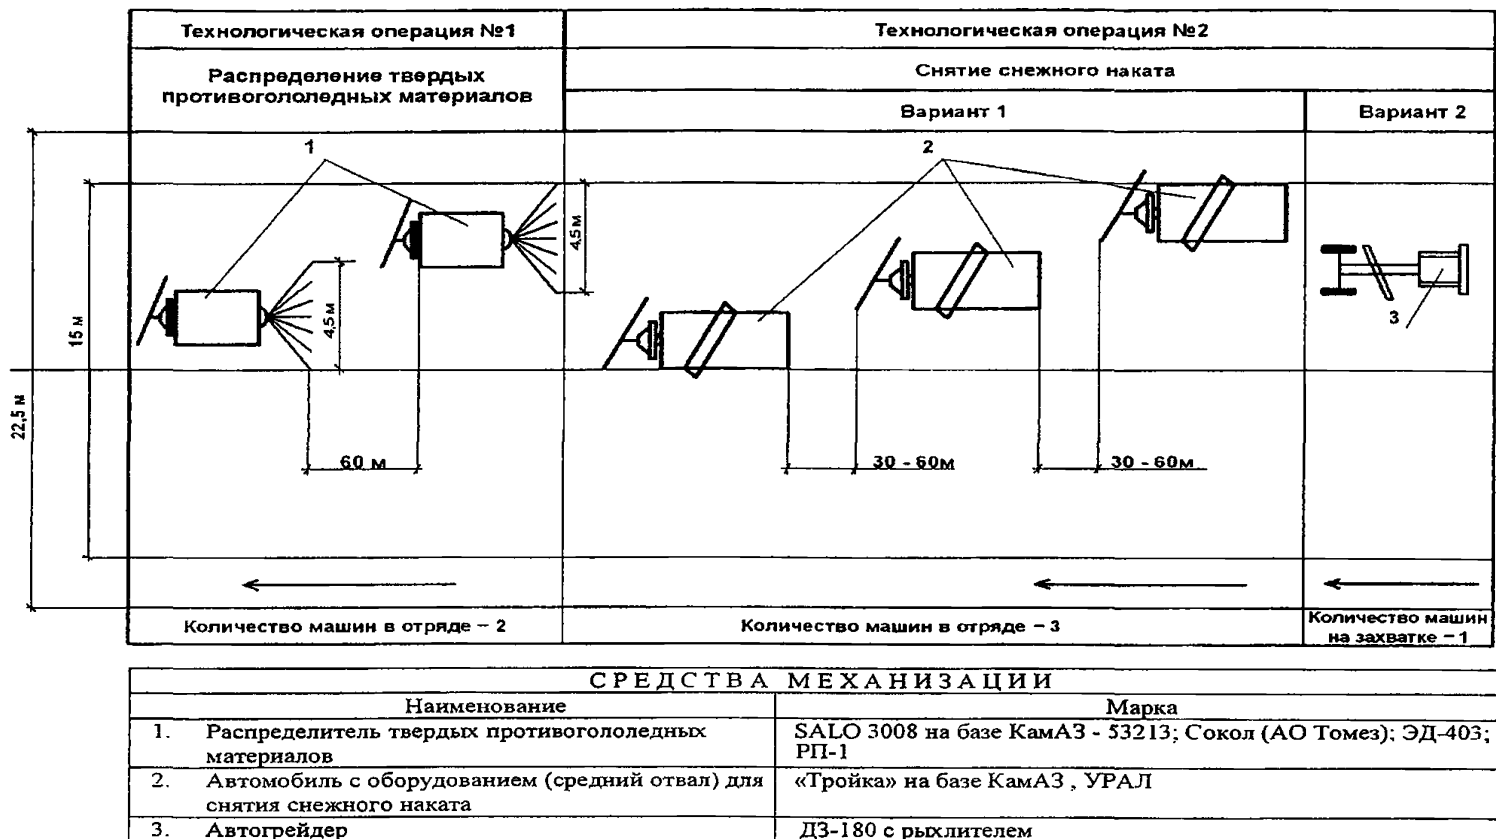 Технологическая операция №1
Технологическая операция №2
Распределение твердых
противогололедных материалов
Снятие снежного наката
Вариант 1
Вариант 2
1
2
3
4,5 м
4,5 м
15 м
22,5 м
60 м
30 - 60м
30 - 60м
Количество машин в отряде – 2
Количество машин в отряде – 3
Количество машин
на захватке – 1
СРЕДСТВА МЕХАНИЗАЦИИ
Наименование
Марка
1. Распределитель твердых противогололедных
материалов
SALO 3008 на базе КамАЗ - 53213; Сокол (АО Томез); ЭД-403;
РП-1
2. Автомобиль с оборудованием (средний отвал) для
снятия снежного наката
«Тройка» на базе КамАЗ , УРАЛ
3. Автогрейдер
ДЗ-180 с рыхлителем